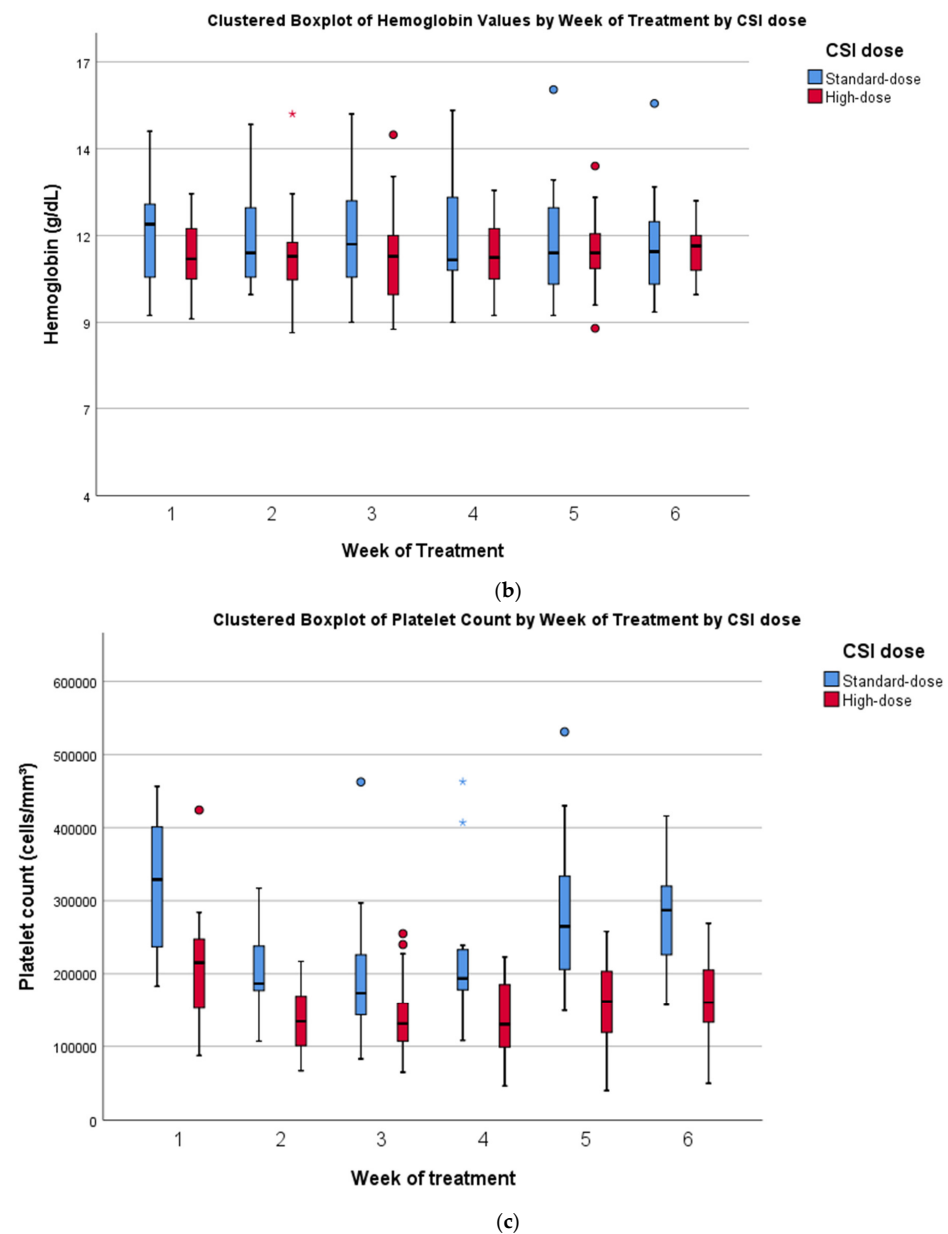 Clustered Boxplot of Hemoglobin Values by Week of Treatment by CSI dose
CSI dose
Standard-dose
High-dose
Hemoglobin (g/dL)
17
14
12
9
7
4
1 2 3 4 5 6
Week of Treatment
(b)
Clustered Boxplot of Platelet Count by Week of Treatment by CSI dose
CSI dose
Standard-dose
High-dose
Platelet count (cells/mm³)
600000
500000
400000
300000
200000
100000
0
1 2 3 4 5 6
Week of treatment
(c)